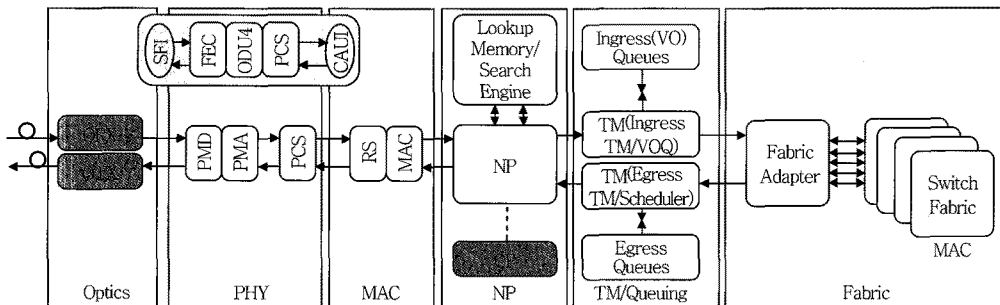 SFI
FEC
ODU4
PCS
CAUI
PMD
PMA
PCS
RS
MAC
Lookup
Memory/
Search
Engine
NP
Ingress(VO)
Queues
TM(Ingress
TM/VOQ)
TM(Egress
TM/Scheduler)
Egress
Queues
Fabric
Adapter
Switch
Fabric
MAC
Optics
PHY
MAC
NP
TM/Queuing
Fabric